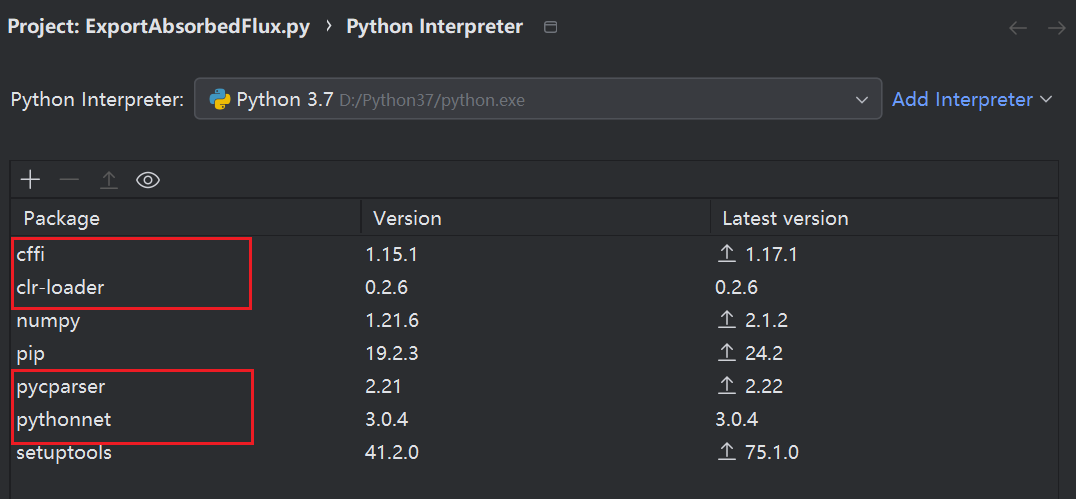 Project: ExportAbsorbedFlux.py › Python Interpreter
Python Interpreter: Python 3.7 D:/Python37/python.exe Add Interpreter
Package Version Latest version
cffi 1.15.1 1.17.1
clr-loader 0.2.6 0.2.6
numpy 1.21.6 2.1.2
pip 19.2.3 24.2
pycparser 2.21 2.22
pythonnet 3.0.4 3.0.4
setuptools 41.2.0 75.1.0